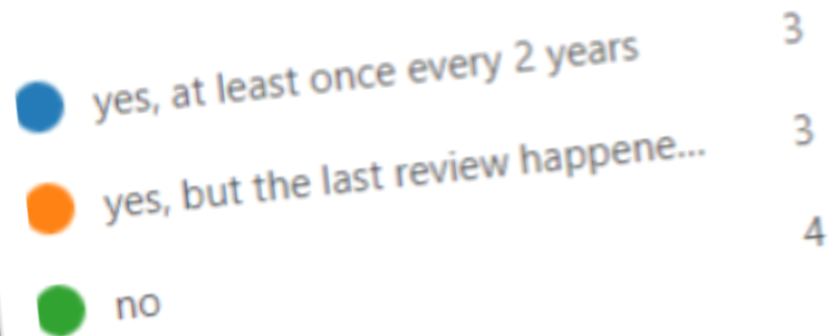 yes, at least once every 2 years 3
yes, but the last review happene... 3
no 4